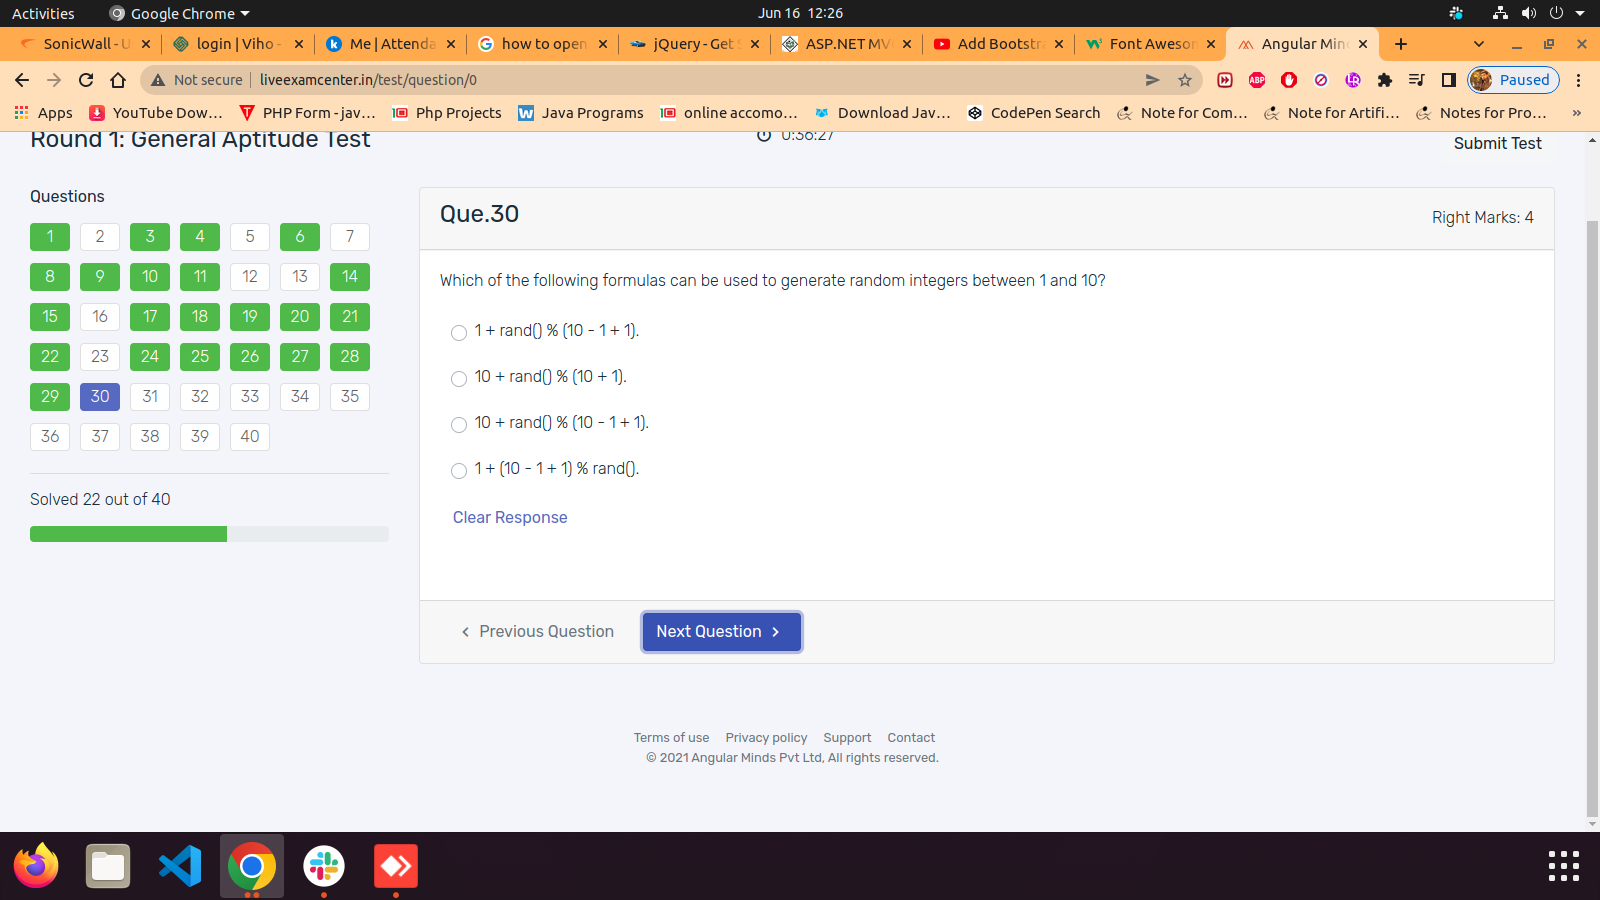 Activities
Google Chrome
Jun 16 12:26
SonicWall - U
login | Viho -
Me | Attenda
how to open
jQuery - Get S
ASP.NET MV
Add Bootstra
Font Awesom
Angular Mind
Not secure
liveexamcenter.in/test/question/0
Paused
Apps
YouTube Dow...
PHP Form - jav...
Php Projects
Java Programs
online accomo...
Download Jav...
CodePen Search
Note for Com...
Note for Artifi...
Notes for Pro...
»
Round 1: General Aptitude Test
0:36:27
Submit Test
Questions
1 2 3 4 5 6 7
8 9 10 11 12 13 14
15 16 17 18 19 20 21
22 23 24 25 26 27 28
29 30 31 32 33 34 35
36 37 38 39 40
Solved 22 out of 40
Que.30
Right Marks: 4
Which of the following formulas can be used to generate random integers between 1 and 10?
1 + rand() % (10 - 1 + 1).
10 + rand() % (10 + 1).
10 + rand() % (10 - 1 + 1).
1 + (10 - 1 + 1) % rand().
Clear Response
Previous Question
Next Question
Terms of use Privacy policy Support Contact
© 2021 Angular Minds Pvt Ltd, All rights reserved.